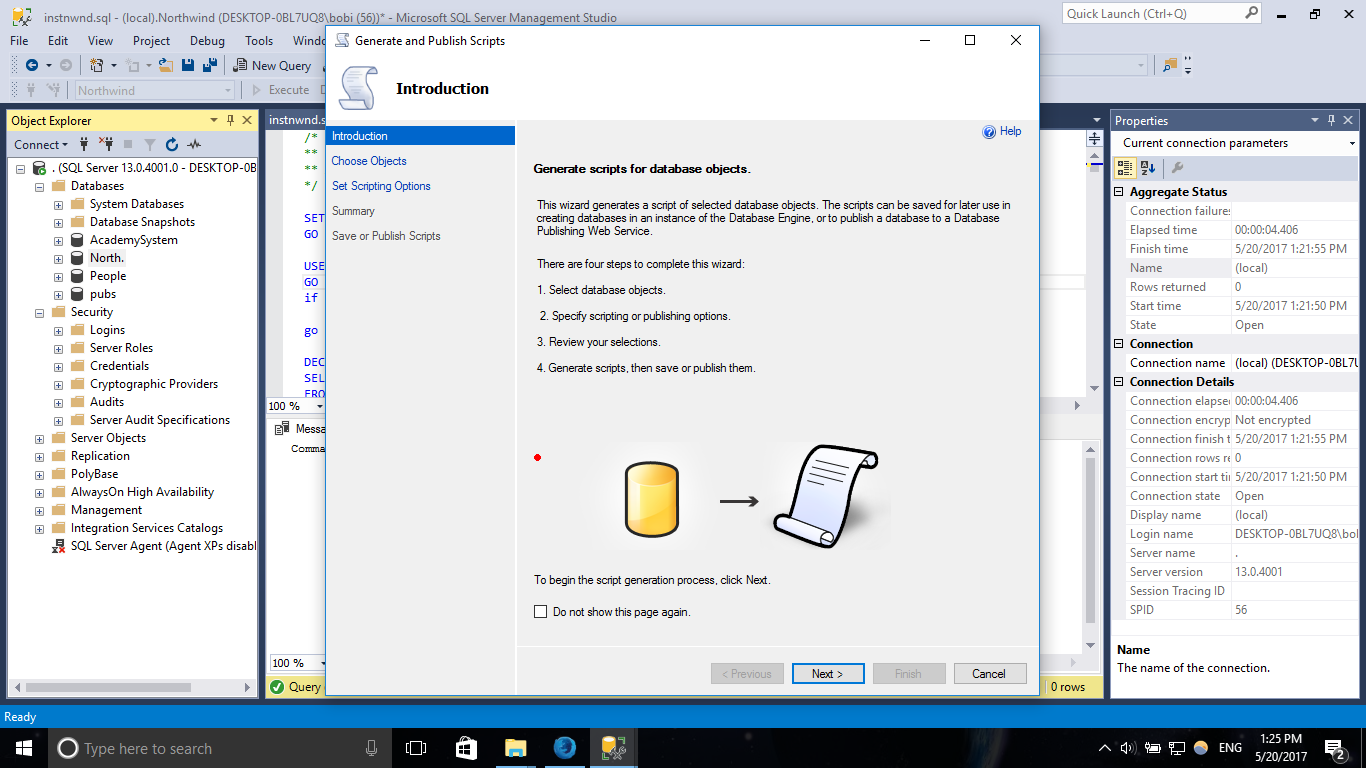 instnwnd.sql - (local).Northwind (DESKTOP-0BL7UQ8\bobi (56))* - Microsoft SQL Server Management Studio
Quick Launch (Ctrl+Q)
File Edit View Project Debug Tools
New Query
Northwind
Execute
Object Explorer
Connect
. (SQL Server 13.0.4001.0 - DESKTOP-0B
Databases
System Databases
Database Snapshots
AcademySystem
North.
People
pubs
Security
Logins
Server Roles
Credentials
Cryptographic Providers
Audits
Server Audit Specifications
Server Objects
Replication
PolyBase
AlwaysOn High Availability
Management
Integration Services Catalogs
SQL Server Agent (Agent XPs disabl
instnwnd.s
/*
**
**
*/
SET
GO
USE
GO
if
go
DEC
SEL
FRO
100 %
Messa
Comma
100 %
Query
0 rows
Generate and Publish Scripts
Introduction
Introduction
Choose Objects
Set Scripting Options
Summary
Save or Publish Scripts
Help
Generate scripts for database objects.
This wizard generates a script of selected database objects. The scripts can be saved for later use in
creating databases in an instance of the Database Engine, or to publish a database to a Database
Publishing Web Service.
There are four steps to complete this wizard:
1. Select database objects.
2. Specify scripting or publishing options.
3. Review your selections.
4. Generate scripts, then save or publish them.
To begin the script generation process, click Next.
Do not show this page again.
< Previous Next > Finish Cancel
Properties
Current connection parameters
Aggregate Status
Connection failures
Elapsed time 00:00:04.406
Finish time 5/20/2017 1:21:55 PM
Name (local)
Rows returned 0
Start time 5/20/2017 1:21:50 PM
State Open
Connection
Connection name (local) (DESKTOP-0BL7U
Connection Details
Connection elapse 00:00:04.406
Connection encryp Not encrypted
Connection finish t 5/20/2017 1:21:55 PM
Connection rows re 0
Connection start ti 5/20/2017 1:21:50 PM
Connection state Open
Display name (local)
Login name DESKTOP-0BL7UQ8\bol
Server name .
Server version 13.0.4001
Session Tracing ID
SPID 56
Name
The name of the connection.
Ready
Type here to search
ENG
1:25 PM
5/20/2017
2